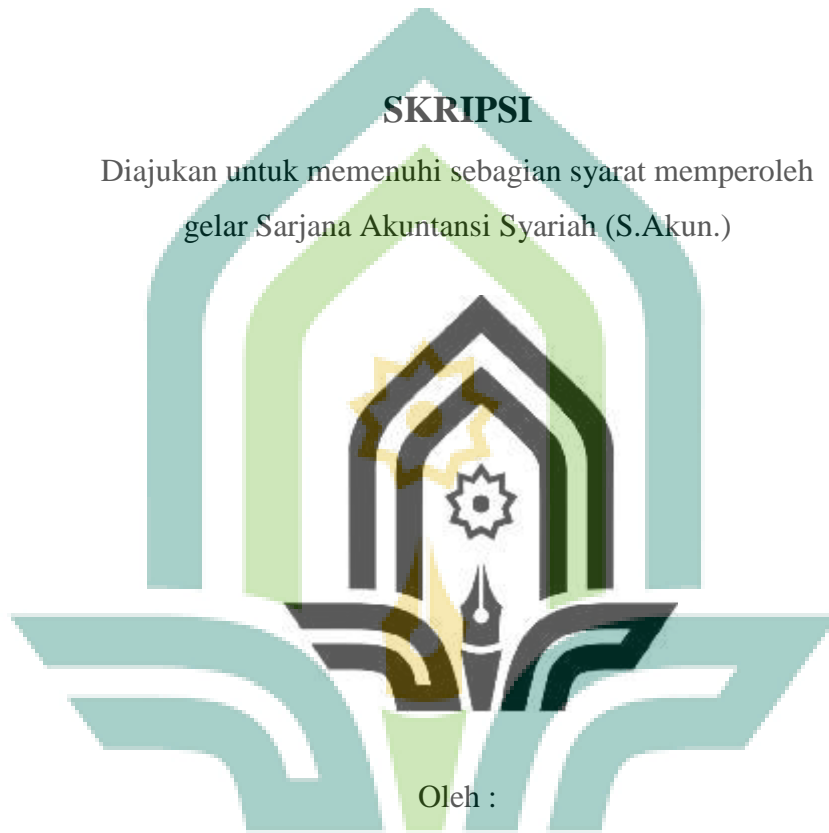 SKRIPSI
Diajukan untuk memenuhi sebagian syarat memperoleh
gelar Sarjana Akuntansi Syariah (S.Akun.)
Oleh :